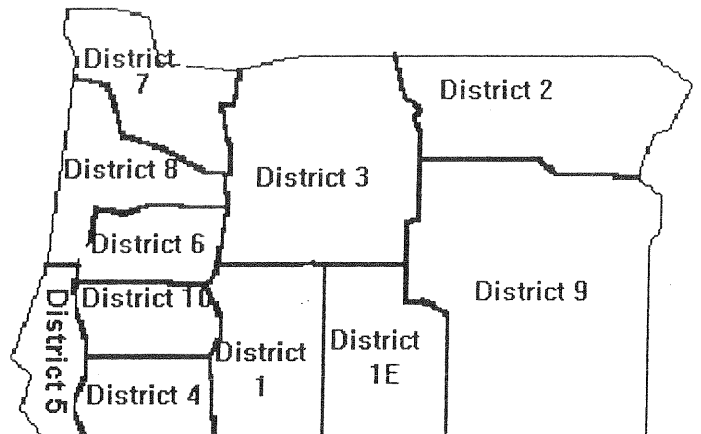 District
7
District 2
District 8
District 3
District 6
District 9
District 10
District 5
District
1
District
1E
District 4